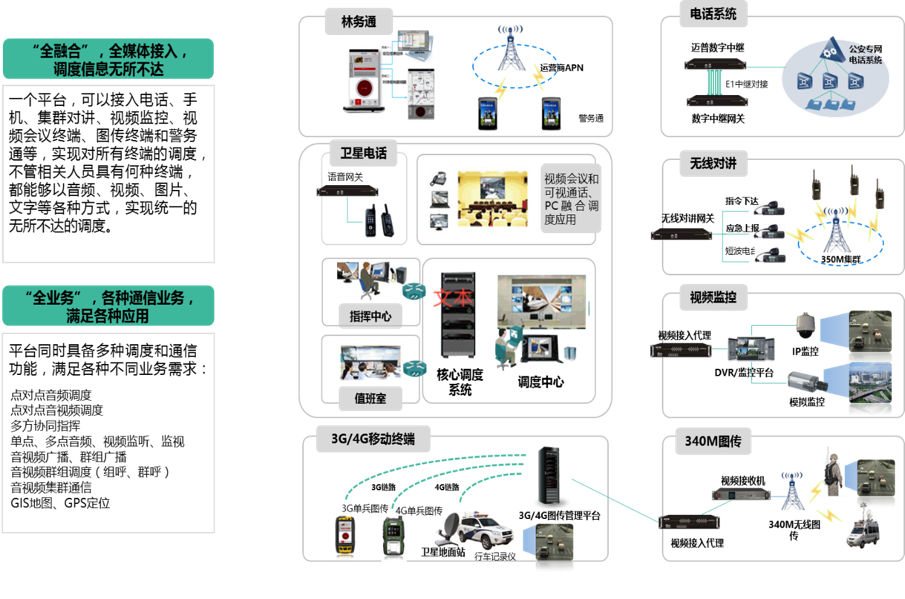 “全融合”，全媒体接入，
调度信息无所不达
一个平台，可以接入电话、手
机、集群对讲、视频监控、视
频会议终端、图传终端和警务
通等，实现对所有终端的调度，
不管相关人员具有何种终端，
都能够以音频、视频、图片、
文字等各种方式，实现统一的
无所不达的调度。
“全业务”，各种通信业务，
满足各种应用
平台同时具备多种调度和通信
功能，满足各种不同业务需求：
点对点音频调度
点对点音视频调度
多方协同指挥
单点、多点音频、视频监听、监视
音视频广播、群组广播
音视频群组调度（组呼、群呼）
音视频集群通信
GIS地图、GPS定位
林务通
运营商APN
警务通
卫星电话
语音网关
视频会议和
可视通话、
PC融合调
度应用
指挥中心
值班室
文本
核心调度
系统
调度中心
3G/4G移动终端
3G链路
4G链路
3G单兵图传
4G单兵图传
卫星地面站
行车记录仪
3G/4G图传管理平台
电话系统
迈普数字中继
E1中继对接
数字中继网关
公安专网
电话系统
无线对讲
无线对讲网关
指令下达
应急上报
短波电台
350M集群
视频监控
视频接入代理
DVR/监控平台
IP监控
模拟监控
340M图传
视频接收机
视频接入代理
340M无线图
传